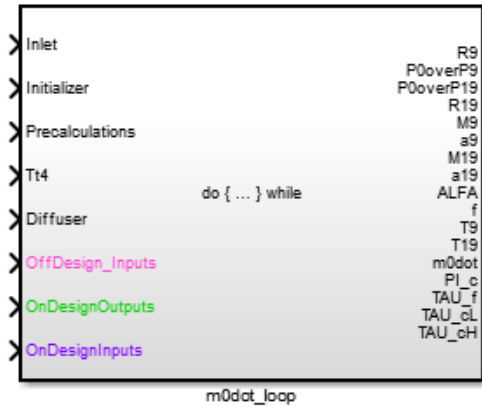 Inlet
Initializer
Precalculations
Tt4
Diffuser
OffDesign_Inputs
OnDesignOutputs
OnDesignInputs
do { ... } while
R9
P0overP9
P0overP19
R19
M9
a9
M19
a19
ALFA
f
T9
T19
m0dot
PI_c
TAU_f
TAU_cL
TAU_cH
m0dot_loop